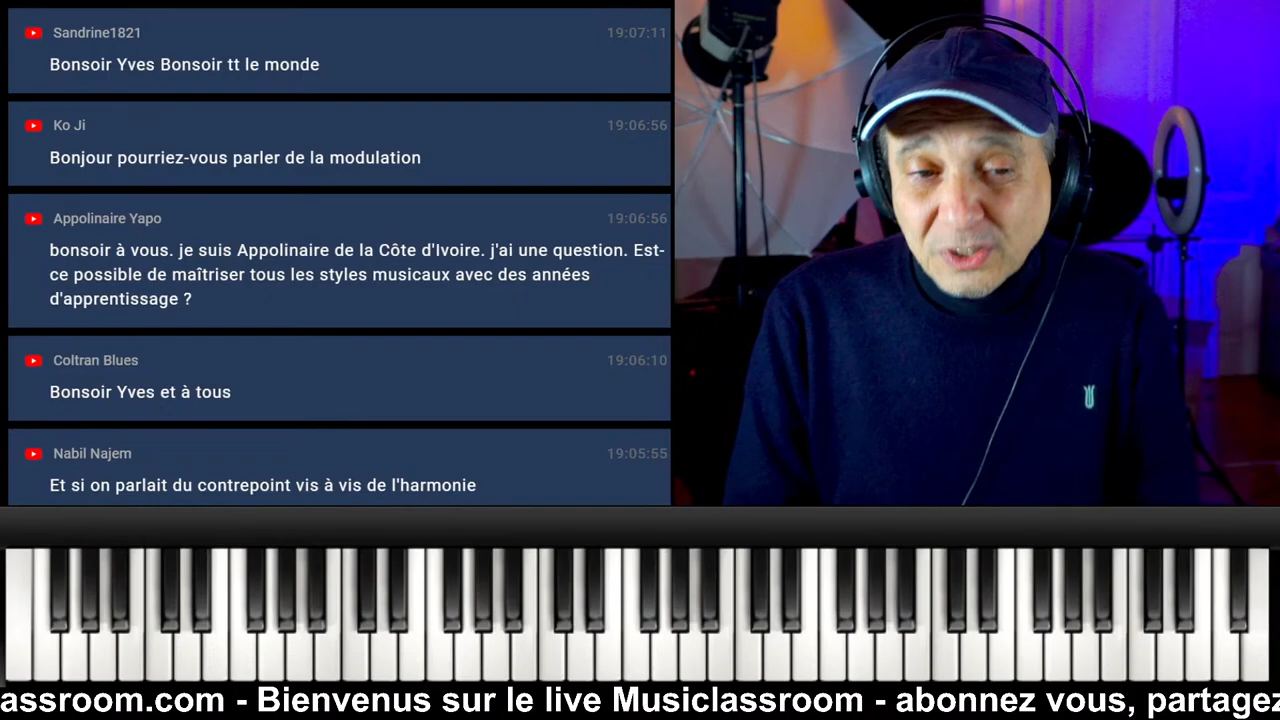 Sandrine1821 19:07:11
Bonsoir Yves Bonsoir tt le monde
Ko Ji 19:06:56
Bonjour pourriez-vous parler de la modulation
Appolinaire Yapo 19:06:56
bonsoir à vous. je suis Appolinaire de la Côte d'Ivoire. j'ai une question. Est-
ce possible de maîtriser tous les styles musicaux avec des années
d'apprentissage ?
Coltran Blues 19:06:10
Bonsoir Yves et à tous
Nabil Najem 19:05:55
Et si on parlait du contrepoint vis à vis de l'harmonie
assroom.com - Bienvenus sur le live Musiclassroom - abonnez vous, partagez